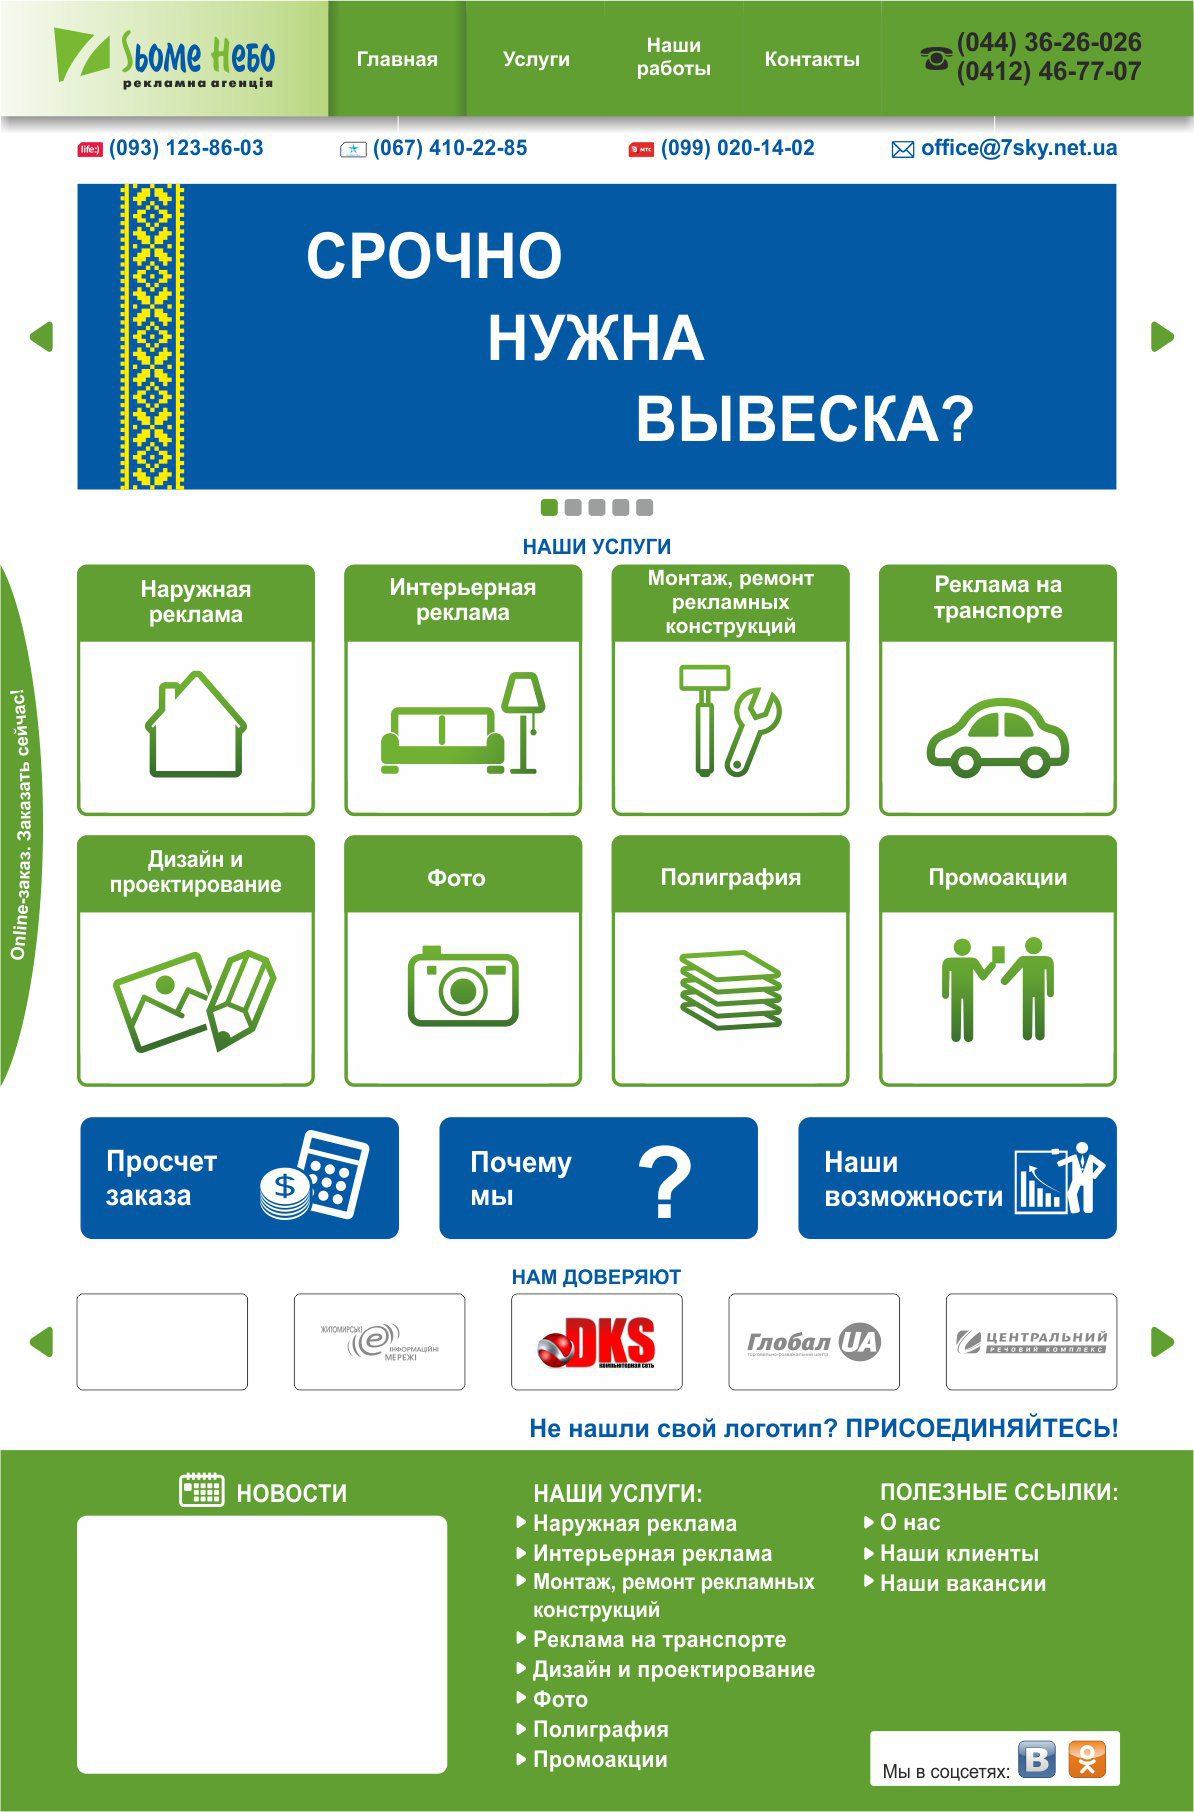 Sьоме Небо
рекламна агенція
Главная
Услуги
Наши
работы
Контакты
(044) 36-26-026
(0412) 46-77-07
life:) (093) 123-86-03
(067) 410-22-85
МТС (099) 020-14-02
office@7sky.net.ua
СРОЧНО
НУЖНА
ВЫВЕСКА?
НАШИ УСЛУГИ
Online-заказ. Заказать сейчас!
Наружная
реклама
Интерьерная
реклама
Монтаж, ремонт
рекламных
конструкций
Реклама на
транспорте
Дизайн и
проектирование
Фото
Полиграфия
Промоакции
Просчет
заказа
$
Почему
мы
?
Наши
возможности
НАМ ДОВЕРЯЮТ
ЖИТОМИРСЬКІ
е
ІНФОРМАЦІЙНІ
МЕРЕЖІ
DKS
компьютерная сеть
Глобал UA
торговельно-розважальний центр
ЦЕНТРАЛЬНИЙ
РЕЧОВИЙ КОМПЛЕКС
Не нашли свой логотип? ПРИСОЕДИНЯЙТЕСЬ!
НОВОСТИ
НАШИ УСЛУГИ:
Наружная реклама
Интерьерная реклама
Монтаж, ремонт рекламных
конструкций
Реклама на транспорте
Дизайн и проектирование
Фото
Полиграфия
Промоакции
ПОЛЕЗНЫЕ ССЫЛКИ:
О нас
Наши клиенты
Наши вакансии
Мы в соцсетях: В